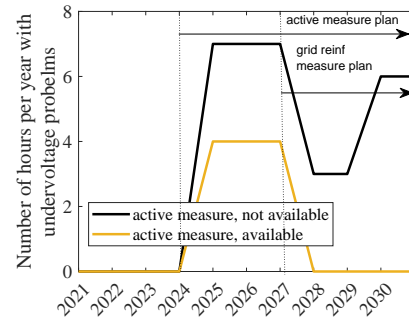 Number of hours per year with
undervoltage probelms
active measure plan
grid reinf
measure plan
8
6
4
2
0
active measure, not available
active measure, available
2021
2022
2023
2024
2025
2026
2027
2028
2029
2030